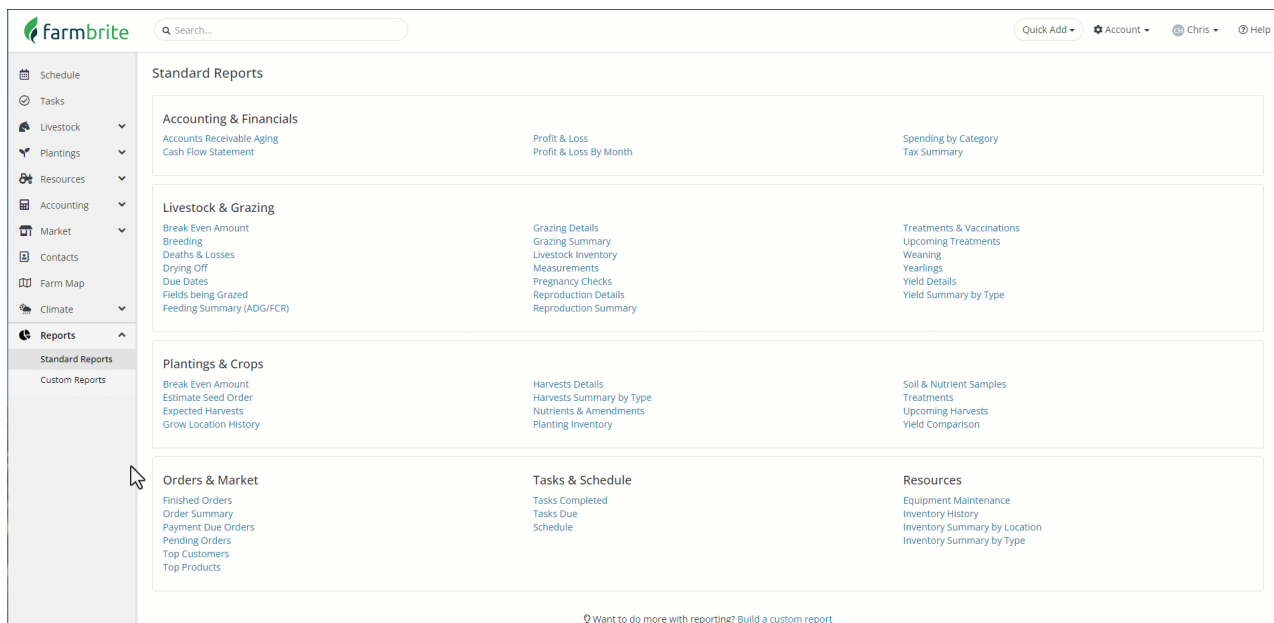 farmbrite
Search...
Quick Add
Account
Chris
Help
Schedule
Tasks
Livestock
Plantings
Resources
Accounting
Market
Contacts
Farm Map
Climate
Reports
Standard Reports
Custom Reports
Standard Reports
Accounting & Financials
Accounts Receivable Aging
Cash Flow Statement
Profit & Loss
Profit & Loss By Month
Spending by Category
Tax Summary
Livestock & Grazing
Break Even Amount
Breeding
Deaths & Losses
Drying Off
Due Dates
Fields being Grazed
Feeding Summary (ADG/FCR)
Grazing Details
Grazing Summary
Livestock Inventory
Measurements
Pregnancy Checks
Reproduction Details
Reproduction Summary
Treatments & Vaccinations
Upcoming Treatments
Weaning
Yearlings
Yield Details
Yield Summary by Type
Plantings & Crops
Break Even Amount
Estimate Seed Order
Expected Harvests
Grow Location History
Harvests Details
Harvests Summary by Type
Nutrients & Amendments
Planting Inventory
Soil & Nutrient Samples
Treatments
Upcoming Harvests
Yield Comparison
Orders & Market
Finished Orders
Order Summary
Payment Due Orders
Pending Orders
Top Customers
Top Products
Tasks & Schedule
Tasks Completed
Tasks Due
Schedule
Resources
Equipment Maintenance
Inventory History
Inventory Summary by Location
Inventory Summary by Type
Want to do more with reporting? Build a custom report